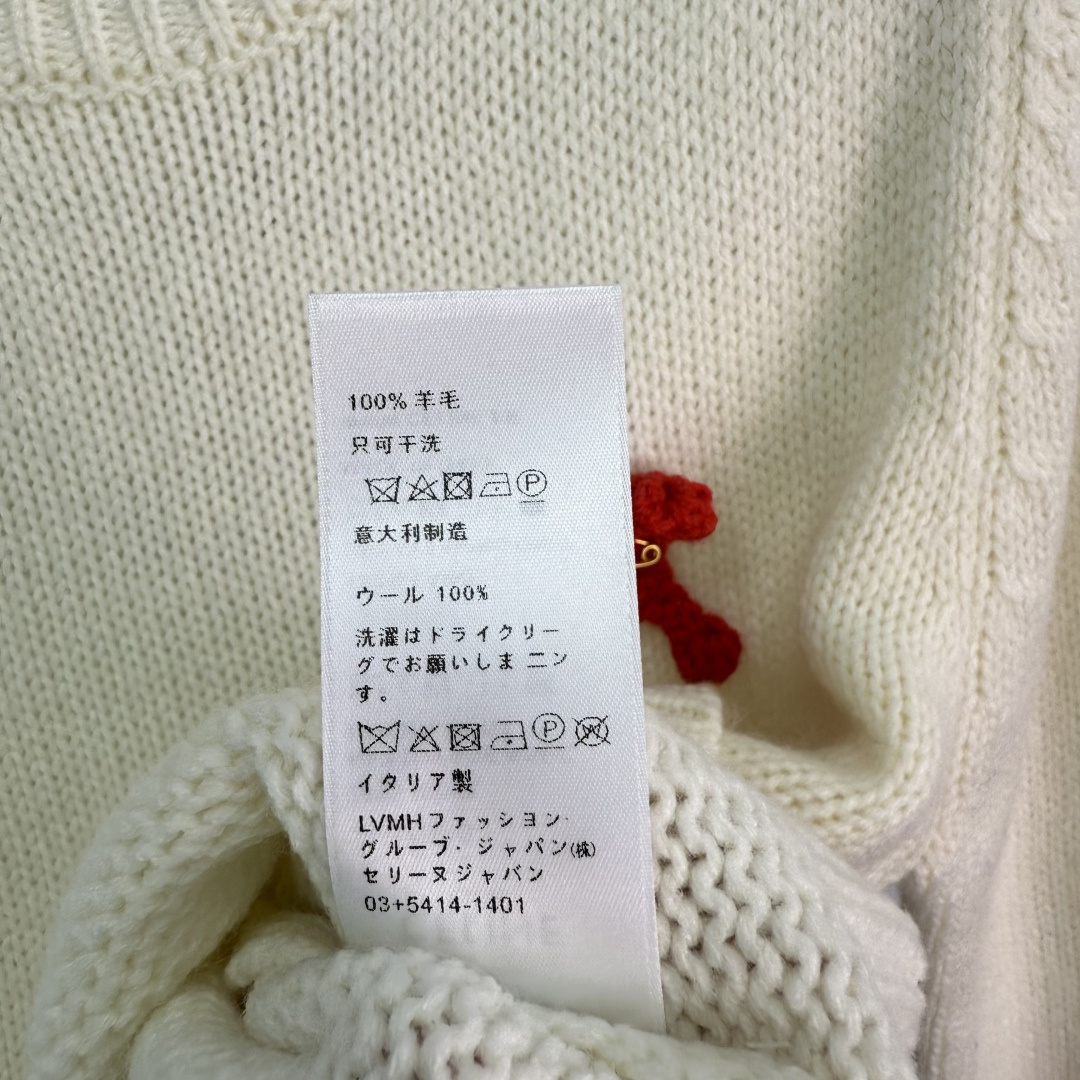 100% 羊毛
只可干洗
P
意大利制造
ウール 100%
洗濯はドライクリー
グでお願いしま ニン
す。
P W
イタリア製
LVMHファッション・
グループ・ジャパン(株)
セリーヌジャパン
03+5414-1401